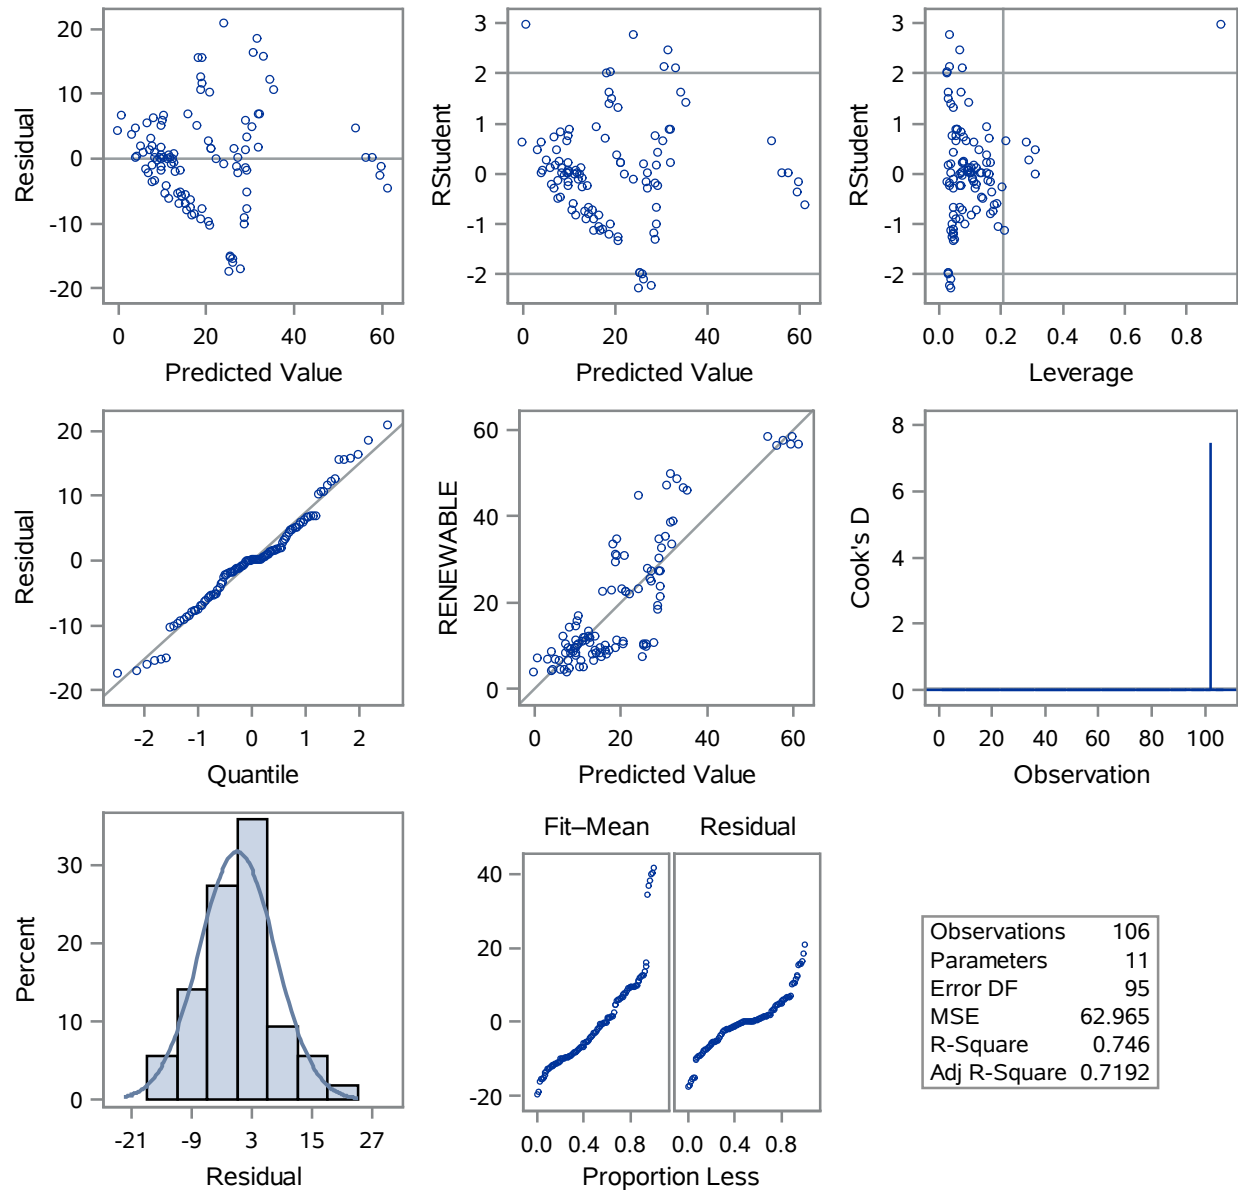 20
10
0
-10
-20
Residual
0 20 40 60
Predicted Value
3
2
1
0
-1
-2
RStudent
0 20 40 60
Predicted Value
3
2
1
0
-1
-2
RStudent
0.0 0.2 0.4 0.6 0.8
Leverage
20
10
0
-10
-20
Residual
-2 -1 0 1 2
Quantile
60
40
20
0
RENEWABLE
0 20 40 60
Predicted Value
8
6
4
2
0
Cook's D
0 20 40 60 80 100
Observation
30
20
10
0
Percent
-21 -9 3 15 27
Residual
Fit–Mean Residual
40
20
0
-20
0.0 0.4 0.8 0.0 0.4 0.8
Proportion Less
Observations 106
Parameters 11
Error DF 95
MSE 62.965
R-Square 0.746
Adj R-Square 0.7192